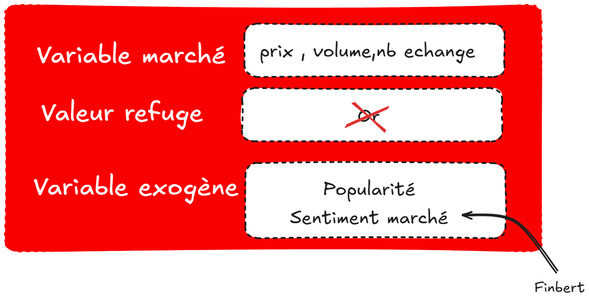 Variable marché
prix , volume,nb echange
Valeur refuge
Or
Variable exogène
Popularité
Sentiment marché
Finbert